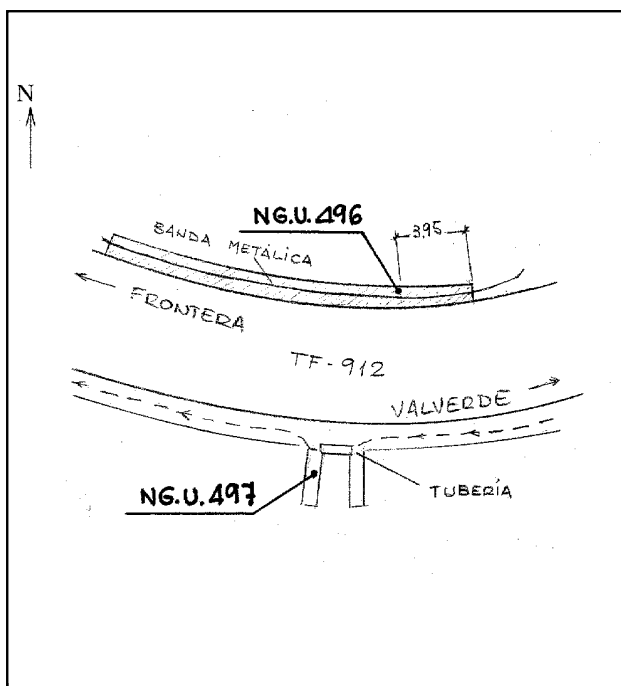 N
NG.U.496
3,95
BANDA METÁLICA
FRONTERA
TF-912
VALVERDE
NG.U.497
TUBERÍA